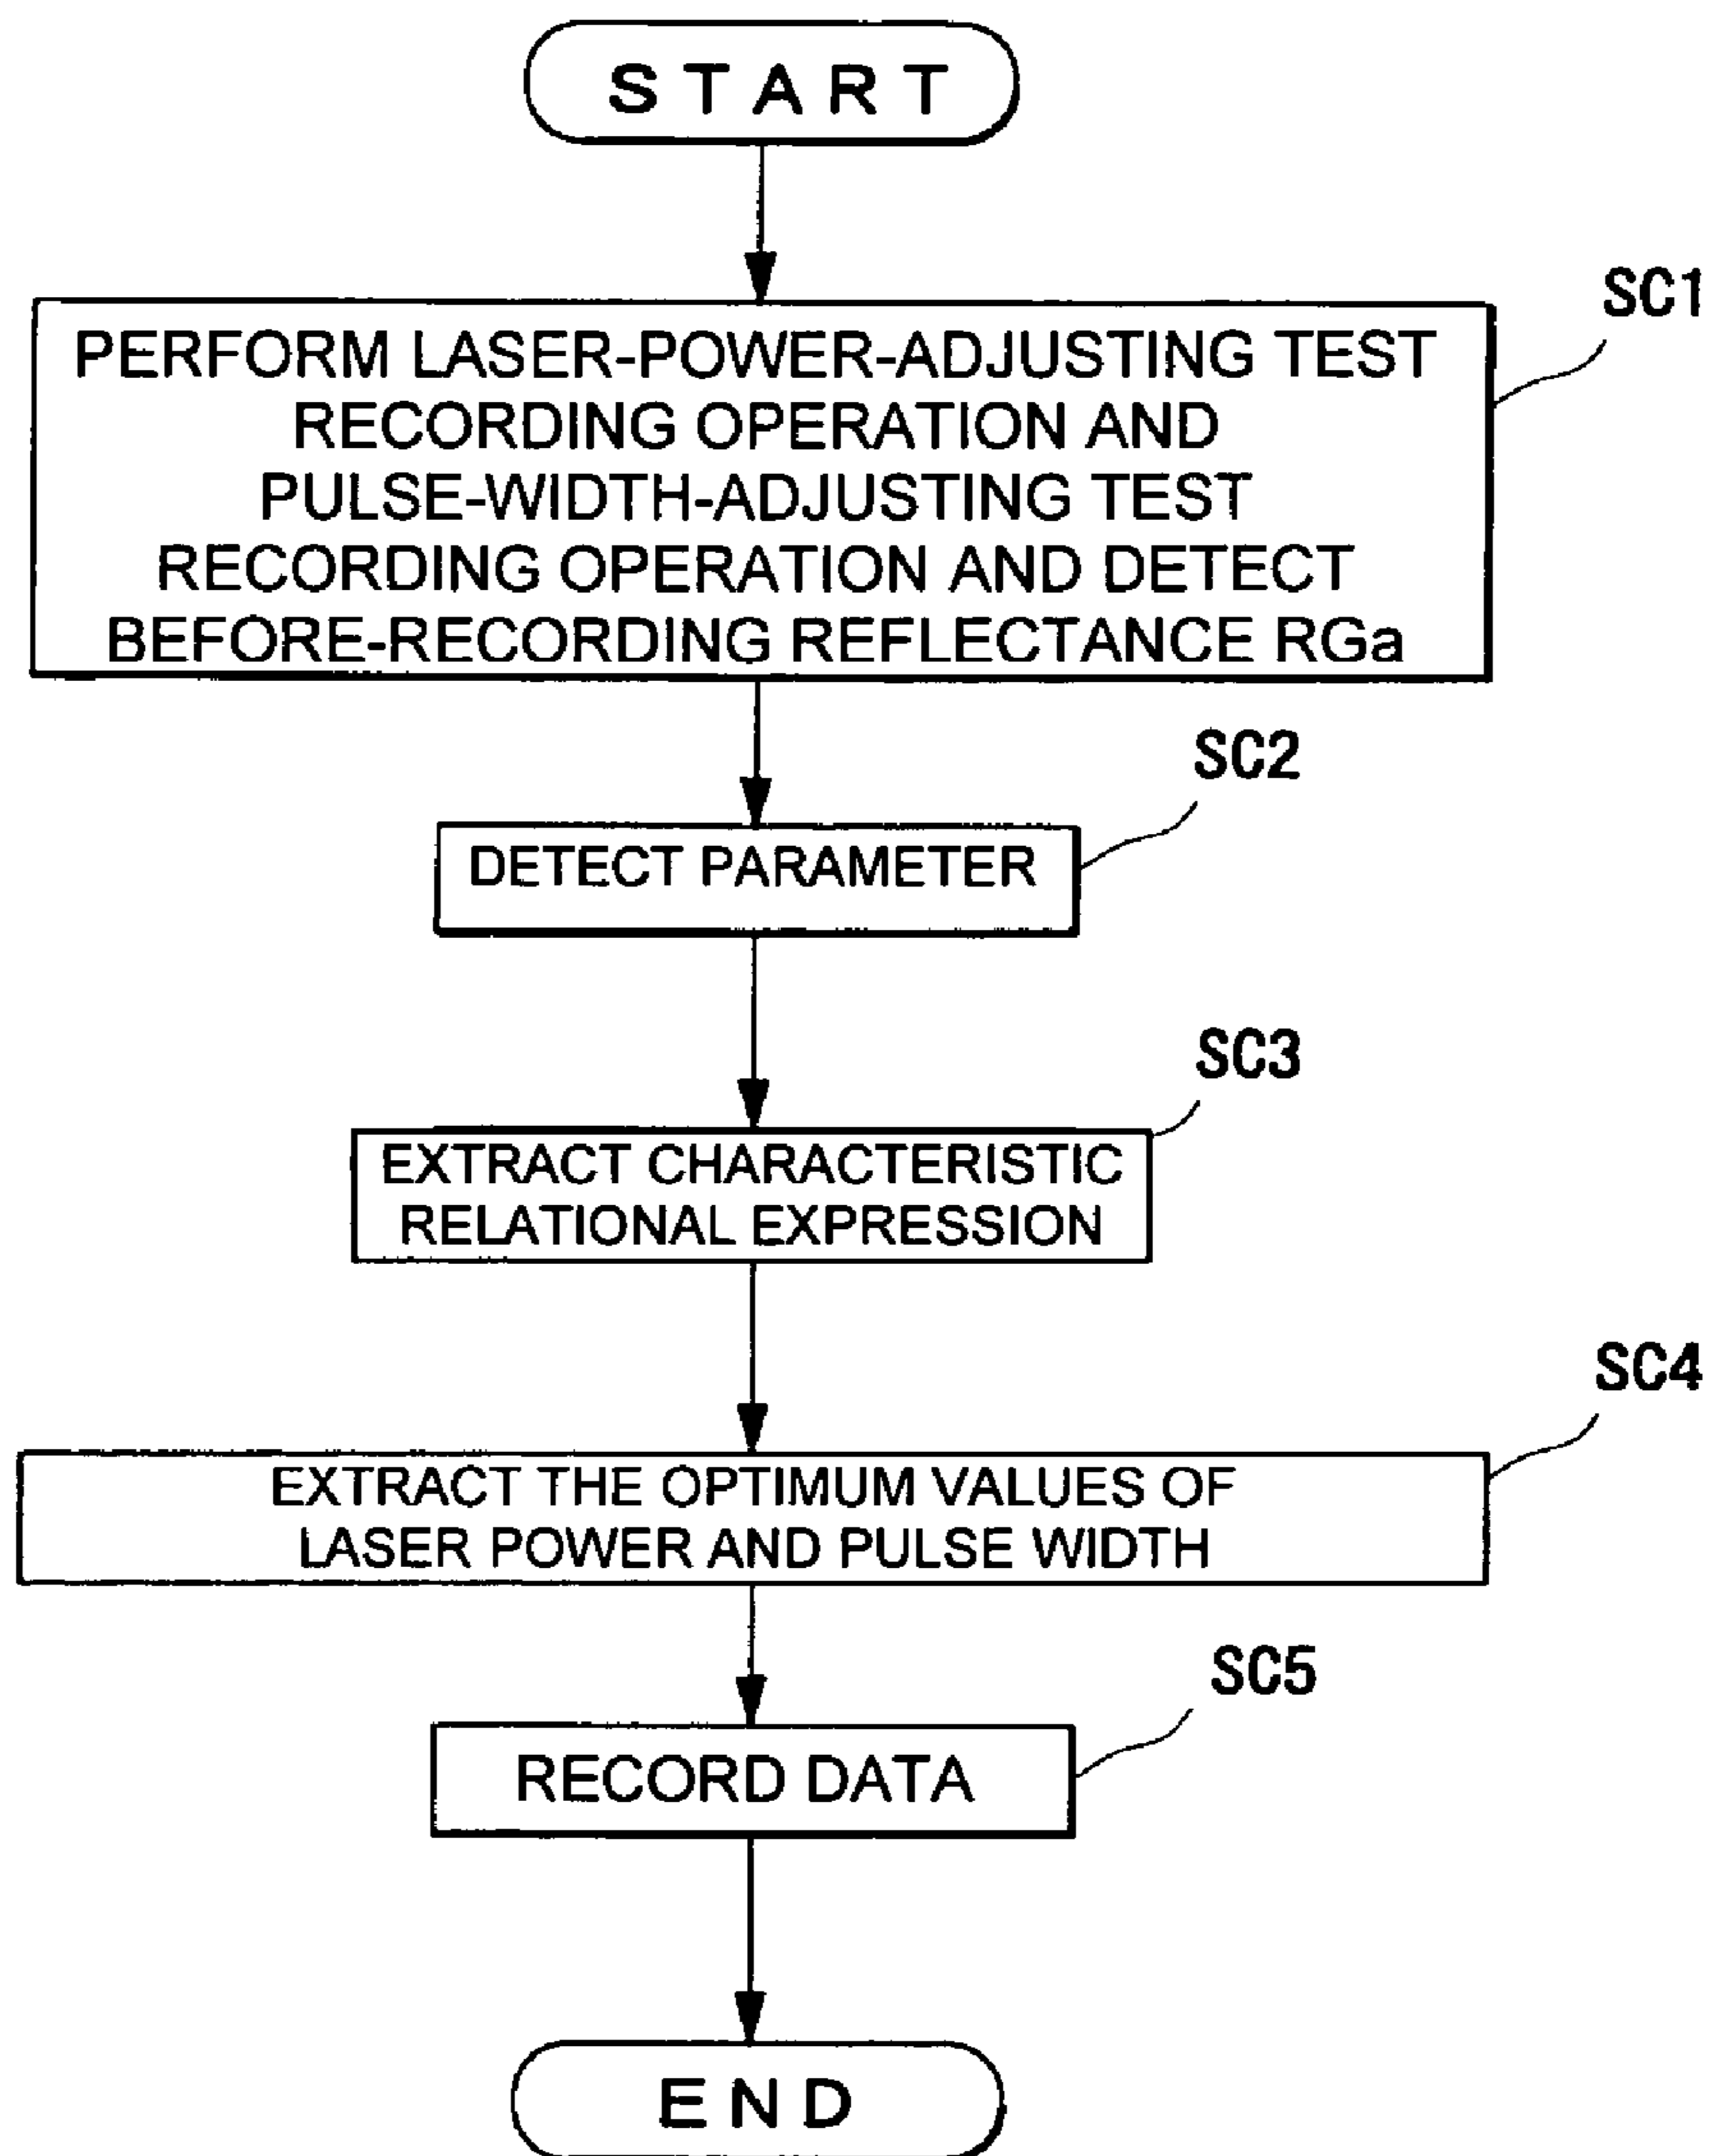 START
SC1
PERFORM LASER-POWER-ADJUSTING TEST
RECORDING OPERATION AND
PULSE-WIDTH-ADJUSTING TEST
RECORDING OPERATION AND DETECT
BEFORE-RECORDING REFLECTANCE RGa
SC2
DETECT PARAMETER
SC3
EXTRACT CHARACTERISTIC
RELATIONAL EXPRESSION
SC4
EXTRACT THE OPTIMUM VALUES OF
LASER POWER AND PULSE WIDTH
SC5
RECORD DATA
END